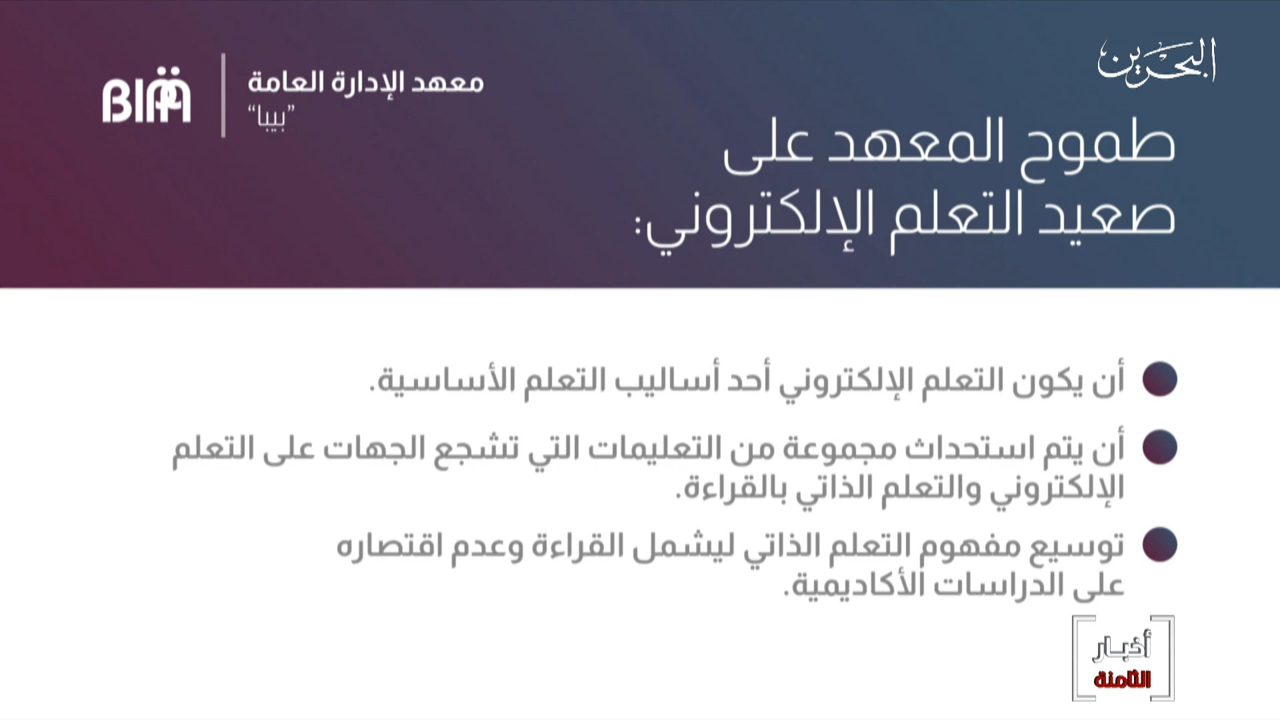 البحرين
معهد الإدارة العامة
"بيبا"
BIPA
طموح المعهد على
صعيد التعلم الإلكتروني:
أن يكون التعلم الإلكتروني أحد أساليب التعلم الأساسية.
أن يتم استحداث مجموعة من التعليمات التي تشجع الجهات على التعلم
الإلكتروني والتعلم الذاتي بالقراءة.
توسيع مفهوم التعلم الذاتي ليشمل القراءة وعدم اقتصاره
على الدراسات الأكاديمية.
أخبار
الثامنة